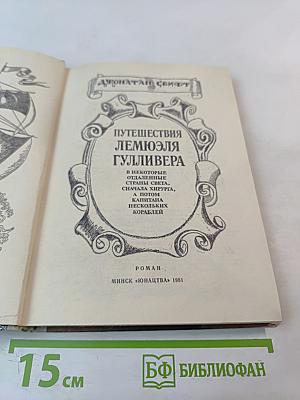 ДЖОНАТАН СВИФТ
ПУТЕШЕСТВИЯ
ЛЕМЮЭЛЯ
ГУЛЛИВЕРА
В НЕКОТОРЫЕ
ОТДАЛЕННЫЕ
СТРАНЫ СВЕТА,
СНАЧАЛА ХИРУРГА,
А ПОТОМ
КАПИТАНА
НЕСКОЛЬКИХ
КОРАБЛЕЙ
РОМАН
МИНСК «ЮНАЦТВА» 1981
15 см
БФ БИБЛИОФАН